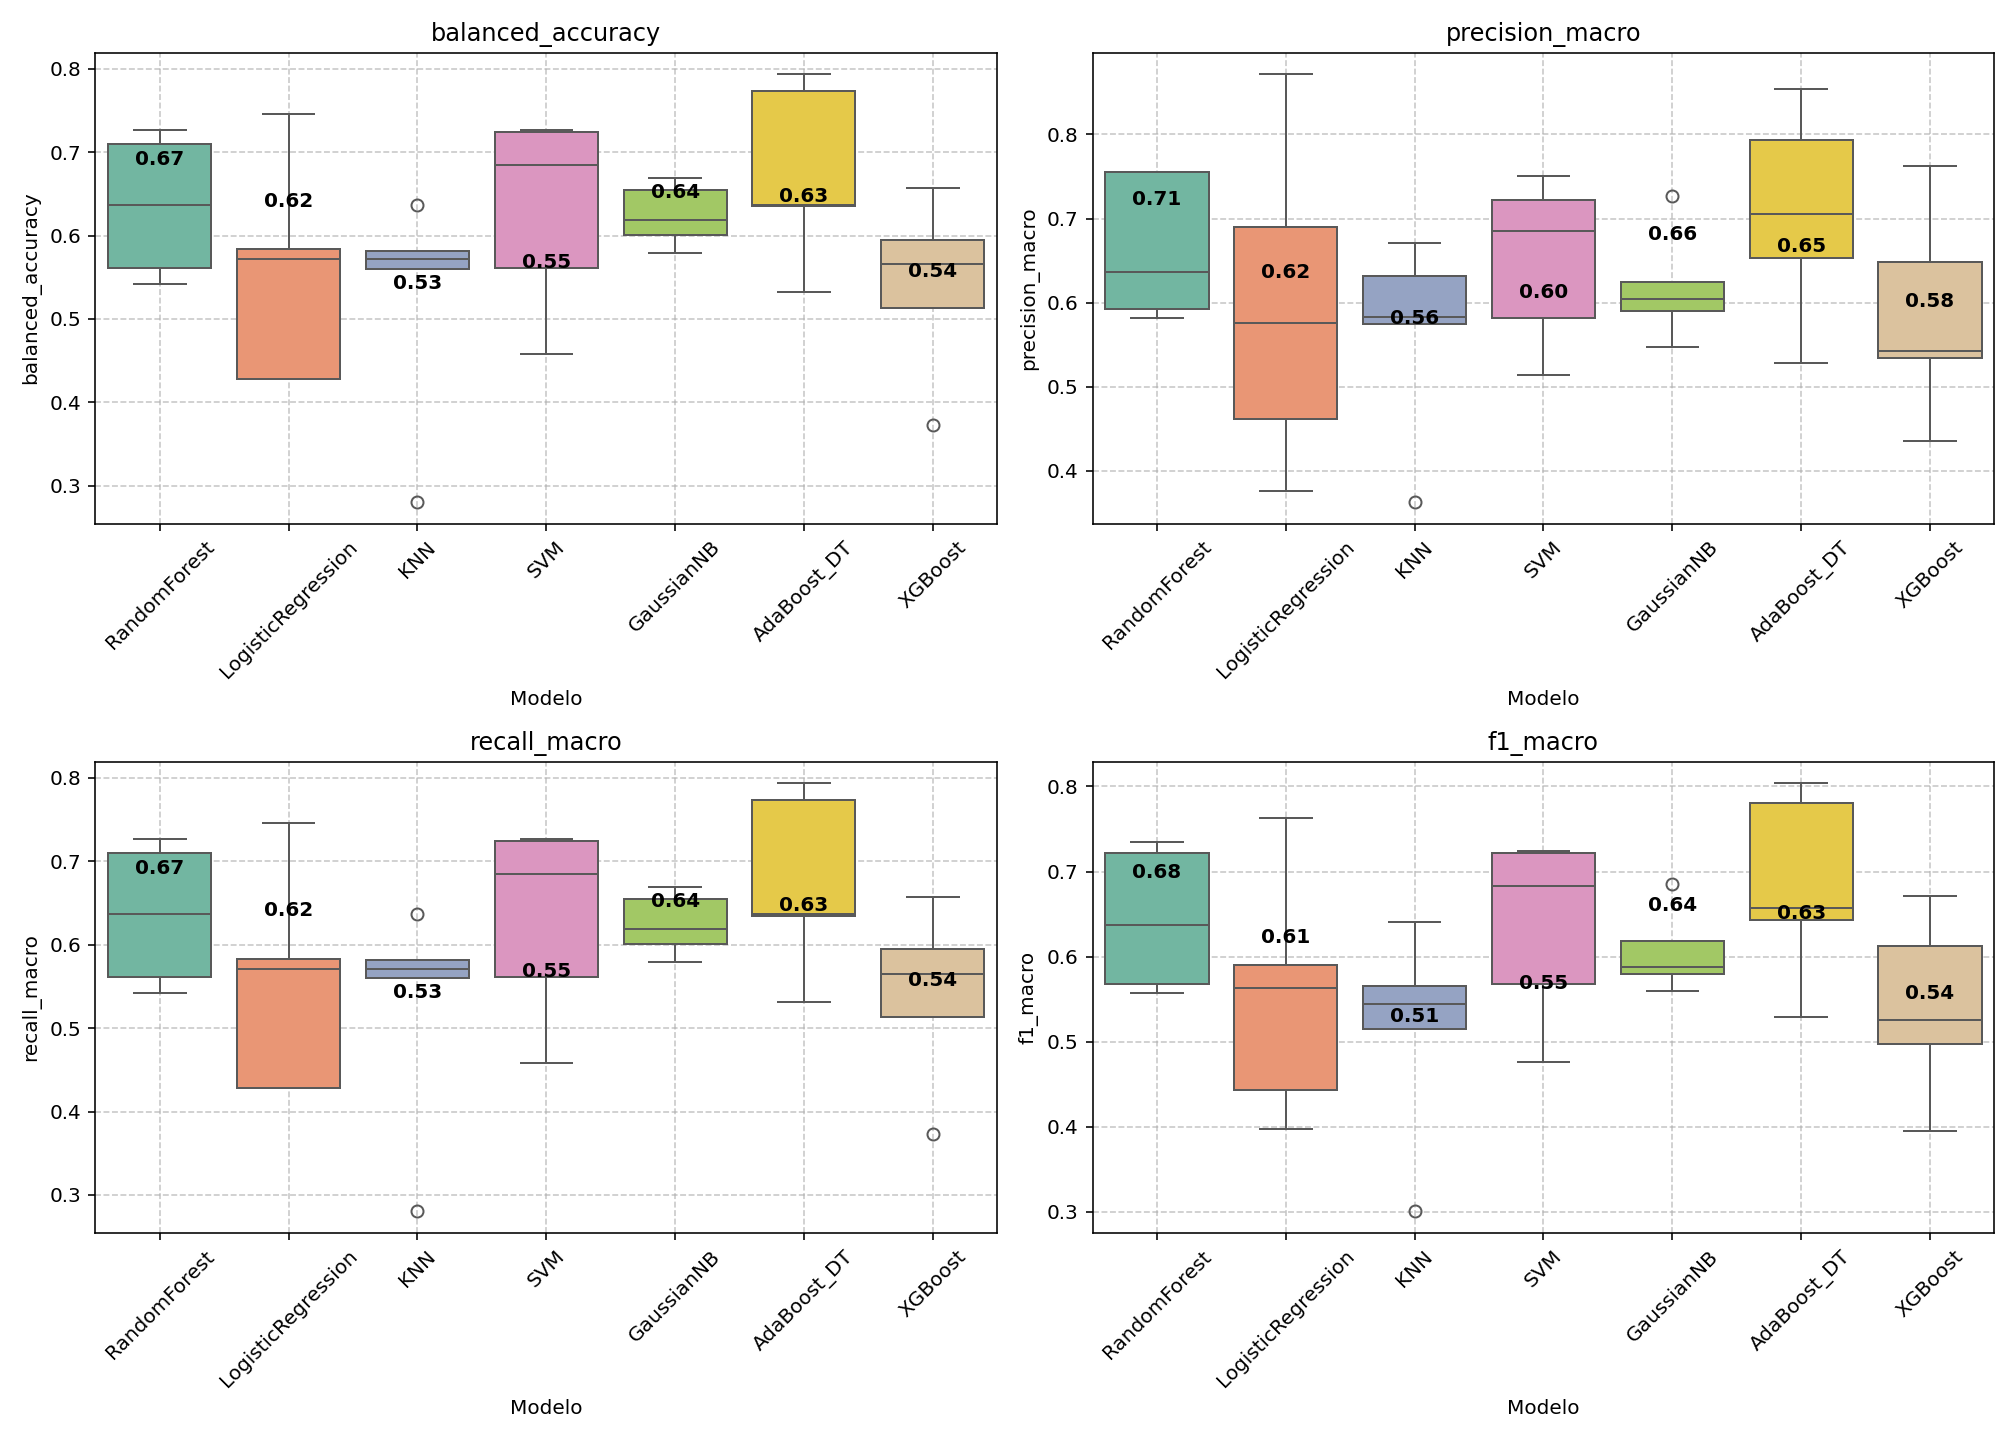 balanced_accuracy
balanced_accuracy
0.8
0.7
0.6
0.5
0.4
0.3
0.67
0.62
0.53
0.55
0.64
0.63
0.54
RandomForest
LogisticRegression
KNN
SVM
GaussianNB
AdaBoost_DT
XGBoost
Modelo
precision_macro
precision_macro
0.8
0.7
0.6
0.5
0.4
0.71
0.62
0.56
0.60
0.66
0.65
0.58
RandomForest
LogisticRegression
KNN
SVM
GaussianNB
AdaBoost_DT
XGBoost
Modelo
recall_macro
recall_macro
0.8
0.7
0.6
0.5
0.4
0.3
0.67
0.62
0.53
0.55
0.64
0.63
0.54
RandomForest
LogisticRegression
KNN
SVM
GaussianNB
AdaBoost_DT
XGBoost
Modelo
f1_macro
f1_macro
0.8
0.7
0.6
0.5
0.4
0.3
0.68
0.61
0.51
0.55
0.64
0.63
0.54
RandomForest
LogisticRegression
KNN
SVM
GaussianNB
AdaBoost_DT
XGBoost
Modelo